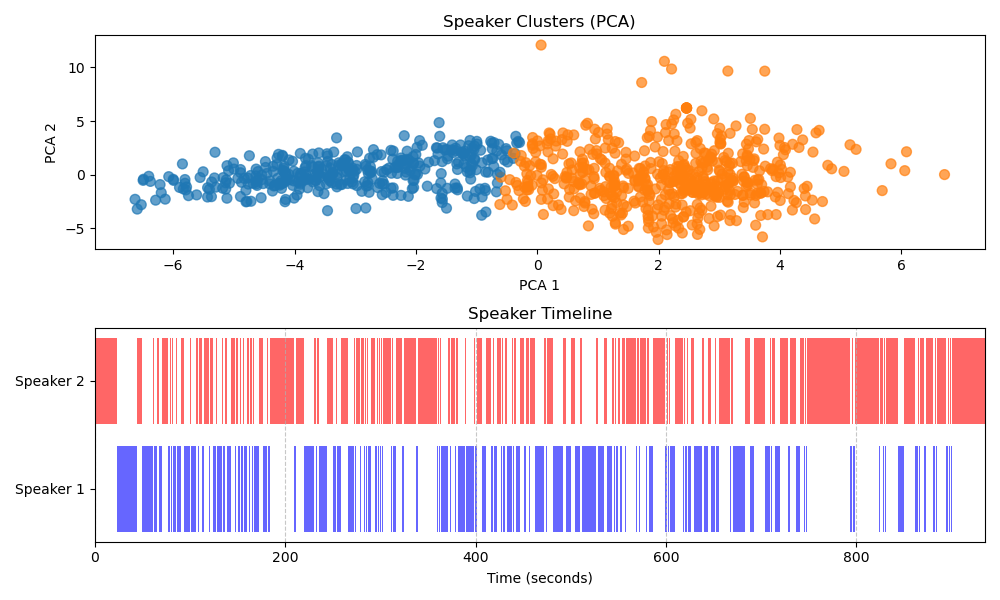 Speaker Clusters (PCA)
10
5
0
−5
PCA 2
−6
−4
−2
0
2
4
6
PCA 1
Speaker Timeline
Speaker 2
Speaker 1
0
200
400
600
800
Time (seconds)